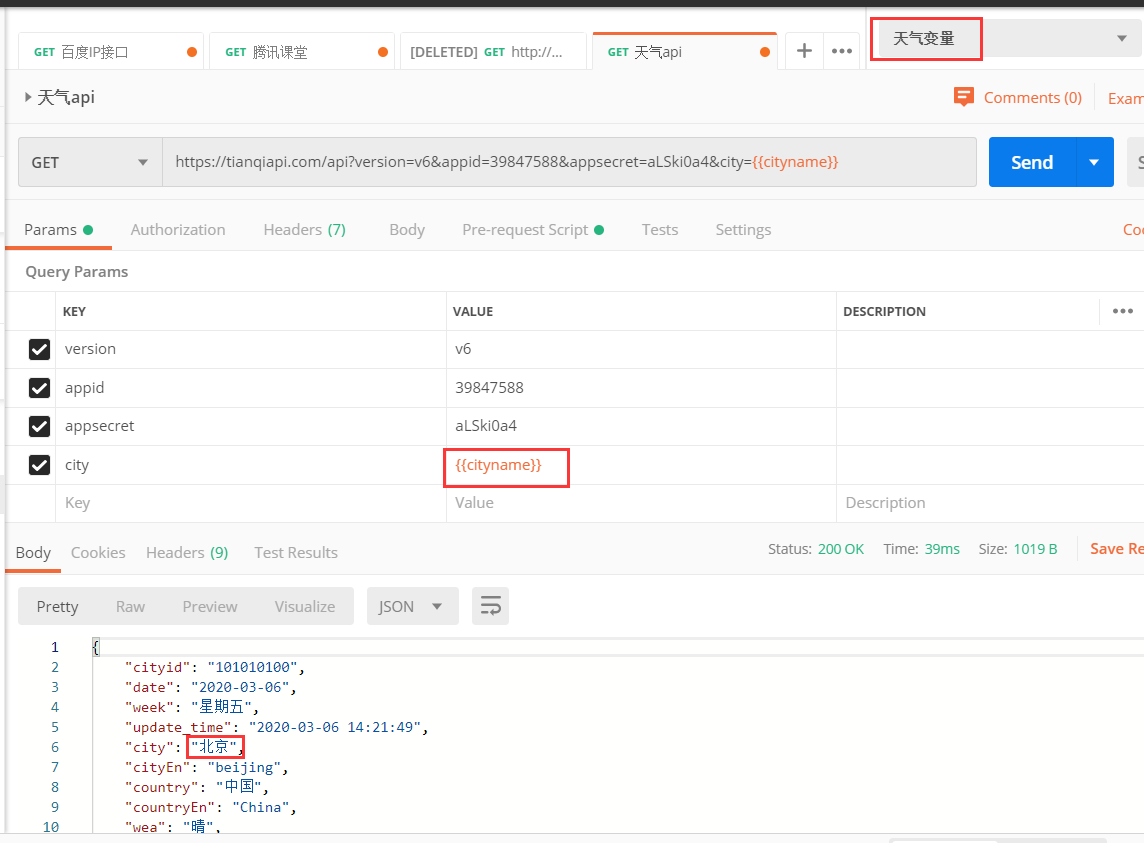 GET 百度IP接口
GET 腾讯课堂
[DELETED] GET http://...
GET 天气api
天气变量
天气api
Comments (0)
Exam
GET
https://tianqiapi.com/api?version=v6&appid=39847588&appsecret=aLSki0a4&city={{cityname}}
Send
S
Params
Authorization
Headers (7)
Body
Pre-request Script
Tests
Settings
Coo
Query Params
KEY VALUE DESCRIPTION
version v6
appid 39847588
appsecret aLSki0a4
city {{cityname}}
Key Value Description
Body Cookies Headers (9) Test Results
Status: 200 OK Time: 39ms Size: 1019 B Save Re
Pretty Raw Preview Visualize JSON
1 {
2 "cityid": "101010100",
3 "date": "2020-03-06",
4 "week": "星期五",
5 "update_time": "2020-03-06 14:21:49",
6 "city": "北京",
7 "cityEn": "beijing",
8 "country": "中国",
9 "countryEn": "China",
10 "wea": "晴",